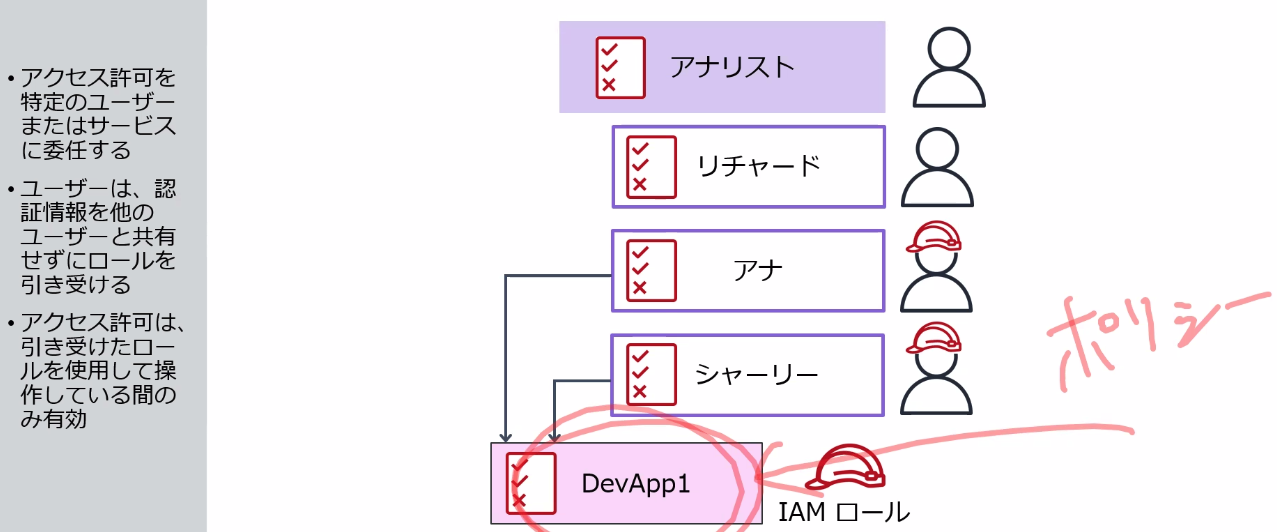 • アクセス許可を
特定のユーザー
またはサービス
に委任する
• ユーザーは、認
証情報を他の
ユーザーと共有
せずにロールを
引き受ける
• アクセス許可は、
引き受けたロー
ルを使用して操
作している間の
み有効
アナリスト
リチャード
アナ
シャーリー
ポリシー
DevApp1
IAM ロール